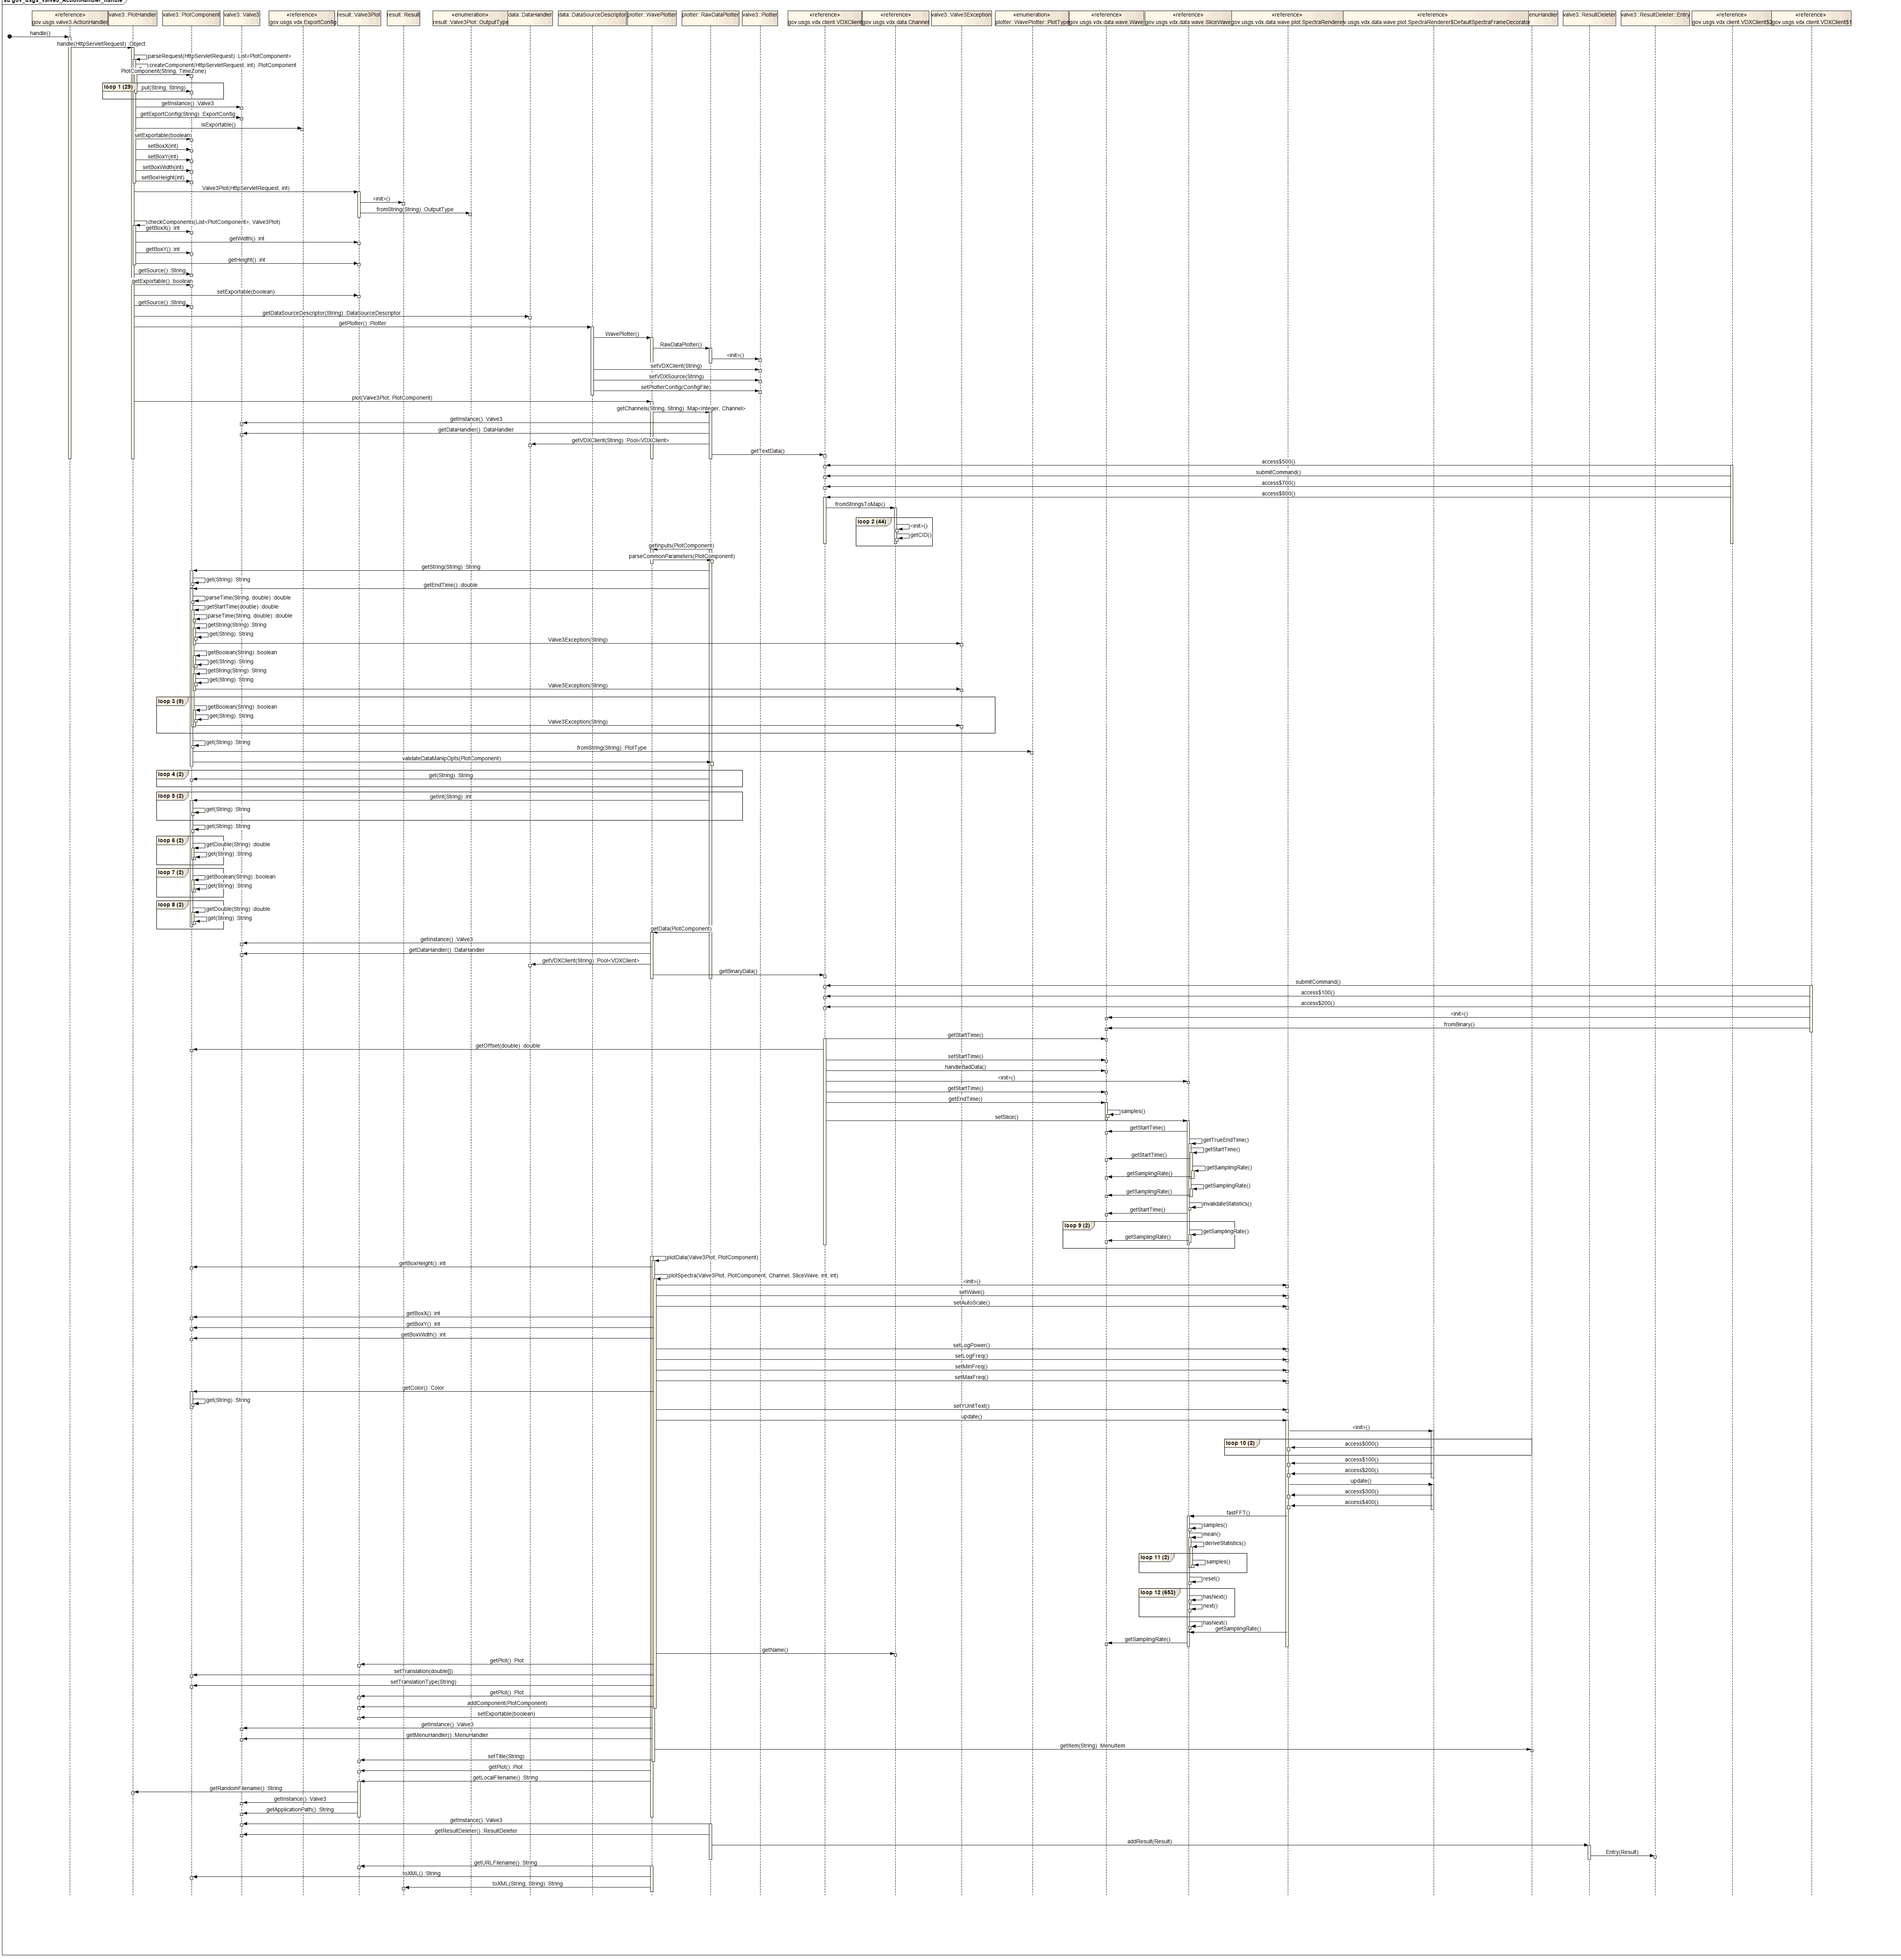 sd gov_usgs_valve3_ActionHandler_handle
«reference»
gov.usgs.valve3.ActionHandler
valve3::PlotHandler
valve3::PlotComponent
valve3::Valve3
«reference»
gov.usgs.vdx.ExportConfig
result::Valve3Plot
result::Result
«enumeration»
result::Valve3Plot::OutputType
data::DataHandler
data::DataSourceDescriptor
plotter::WavePlotter
plotter::RawDataPlotter
valve3::Plotter
«reference»
gov.usgs.vdx.client.VDXClient
«reference»
gov.usgs.vdx.data.Channel
valve3::Valve3Exception
«enumeration»
plotter::WavePlotter::PlotType
«reference»
gov.usgs.vdx.data.wave.Wave
«reference»
gov.usgs.vdx.data.wave.SliceWave
«reference»
gov.usgs.vdx.data.wave.plot.SpectraRenderer
«reference»
v.usgs.vdx.data.wave.plot.SpectraRenderer$DefaultSpectraFrameDecorator
enuHandler
valve3::ResultDeleter
valve3::ResultDeleter::Entry
«reference»
gov.usgs.vdx.client.VDXClient$2
«reference»
gov.usgs.vdx.client.VDXClient$1
handle()
handle(HttpServletRequest) :Object
parseRequest(HttpServletRequest) :List<PlotComponent>
createComponent(HttpServletRequest, int) :PlotComponent
PlotComponent(String, TimeZone)
loop 1 (29)
put(String, String)
getInstance() :Valve3
getExportConfig(String) :ExportConfig
isExportable()
setExportable(boolean)
setBoxX(int)
setBoxY(int)
setBoxWidth(int)
setBoxHeight(int)
Valve3Plot(HttpServletRequest, int)
<init>()
fromString(String) :OutputType
checkComponents(List<PlotComponent>, Valve3Plot)
getBoxX() :int
getWidth() :int
getBoxY() :int
getHeight() :int
getSource() :String
getExportable() :boolean
setExportable(boolean)
getSource() :String
getDataSourceDescriptor(String) :DataSourceDescriptor
getPlotter() :Plotter
WavePlotter()
RawDataPlotter()
<init>()
setVDXClient(String)
setVDXSource(String)
setPlotterConfig(ConfigFile)
plot(Valve3Plot, PlotComponent)
getChannels(String, String) :Map<Integer, Channel>
getInstance() :Valve3
getDataHandler() :DataHandler
getVDXClient(String) :Pool<VDXClient>
getTextData()
access$500()
submitCommand()
access$700()
access$800()
fromStringsToMap()
loop 2 (44)
<init>()
getCID()
getInputs(PlotComponent)
parseCommonParameters(PlotComponent)
getString(String) :String
get(String) :String
getEndTime() :double
parseTime(String, double) :double
getStartTime(double) :double
parseTime(String, double) :double
getString(String) :String
get(String) :String
Valve3Exception(String)
getBoolean(String) :boolean
get(String) :String
getString(String) :String
get(String) :String
Valve3Exception(String)
loop 3 (9)
getBoolean(String) :boolean
get(String) :String
Valve3Exception(String)
get(String) :String
fromString(String) :PlotType
validateDataManipOpts(PlotComponent)
loop 4 (2)
get(String) :String
loop 5 (2)
getInt(String) :int
get(String) :String
get(String) :String
loop 6 (2)
getDouble(String) :double
get(String) :String
loop 7 (2)
getBoolean(String) :boolean
get(String) :String
loop 8 (2)
getDouble(String) :double
get(String) :String
getData(PlotComponent)
getInstance() :Valve3
getDataHandler() :DataHandler
getVDXClient(String) :Pool<VDXClient>
getBinaryData()
submitCommand()
access$100()
access$200()
<init>()
fromBinary()
getStartTime()
getOffset(double) :double
setStartTime()
handleBadData()
<init>()
getStartTime()
getEndTime()
samples()
setSlice()
getStartTime()
getTrueEndTime()
getStartTime()
getStartTime()
getSamplingRate()
getSamplingRate()
getSamplingRate()
getSamplingRate()
invalidateStatistics()
getStartTime()
loop 9 (2)
getSamplingRate()
getSamplingRate()
plotData(Valve3Plot, PlotComponent)
getBoxHeight() :int
plotSpectra(Valve3Plot, PlotComponent, Channel, SliceWave, int, int)
<init>()
setWave()
setAutoScale()
getBoxX() :int
getBoxY() :int
getBoxWidth() :int
setLogPower()
setLogFreq()
setMinFreq()
setMaxFreq()
getColor() :Color
get(String) :String
setYUnitText()
update()
<init>()
loop 10 (2)
access$000()
access$100()
access$200()
update()
access$300()
access$400()
fastFFT()
samples()
mean()
deriveStatistics()
loop 11 (2)
samples()
reset()
loop 12 (653)
hasNext()
next()
hasNext()
getSamplingRate()
getSamplingRate()
getName()
getPlot() :Plot
setTranslation(double[])
setTranslationType(String)
getPlot() :Plot
addComponent(PlotComponent)
setExportable(boolean)
getInstance() :Valve3
getMenuHandler() :MenuHandler
getItem(String) :MenuItem
setTitle(String)
getPlot() :Plot
getLocalFilename() :String
getRandomFilename() :String
getInstance() :Valve3
getApplicationPath() :String
getInstance() :Valve3
getResultDeleter() :ResultDeleter
addResult(Result)
Entry(Result)
getURLFilename() :String
toXML() :String
toXML(String, String) :String